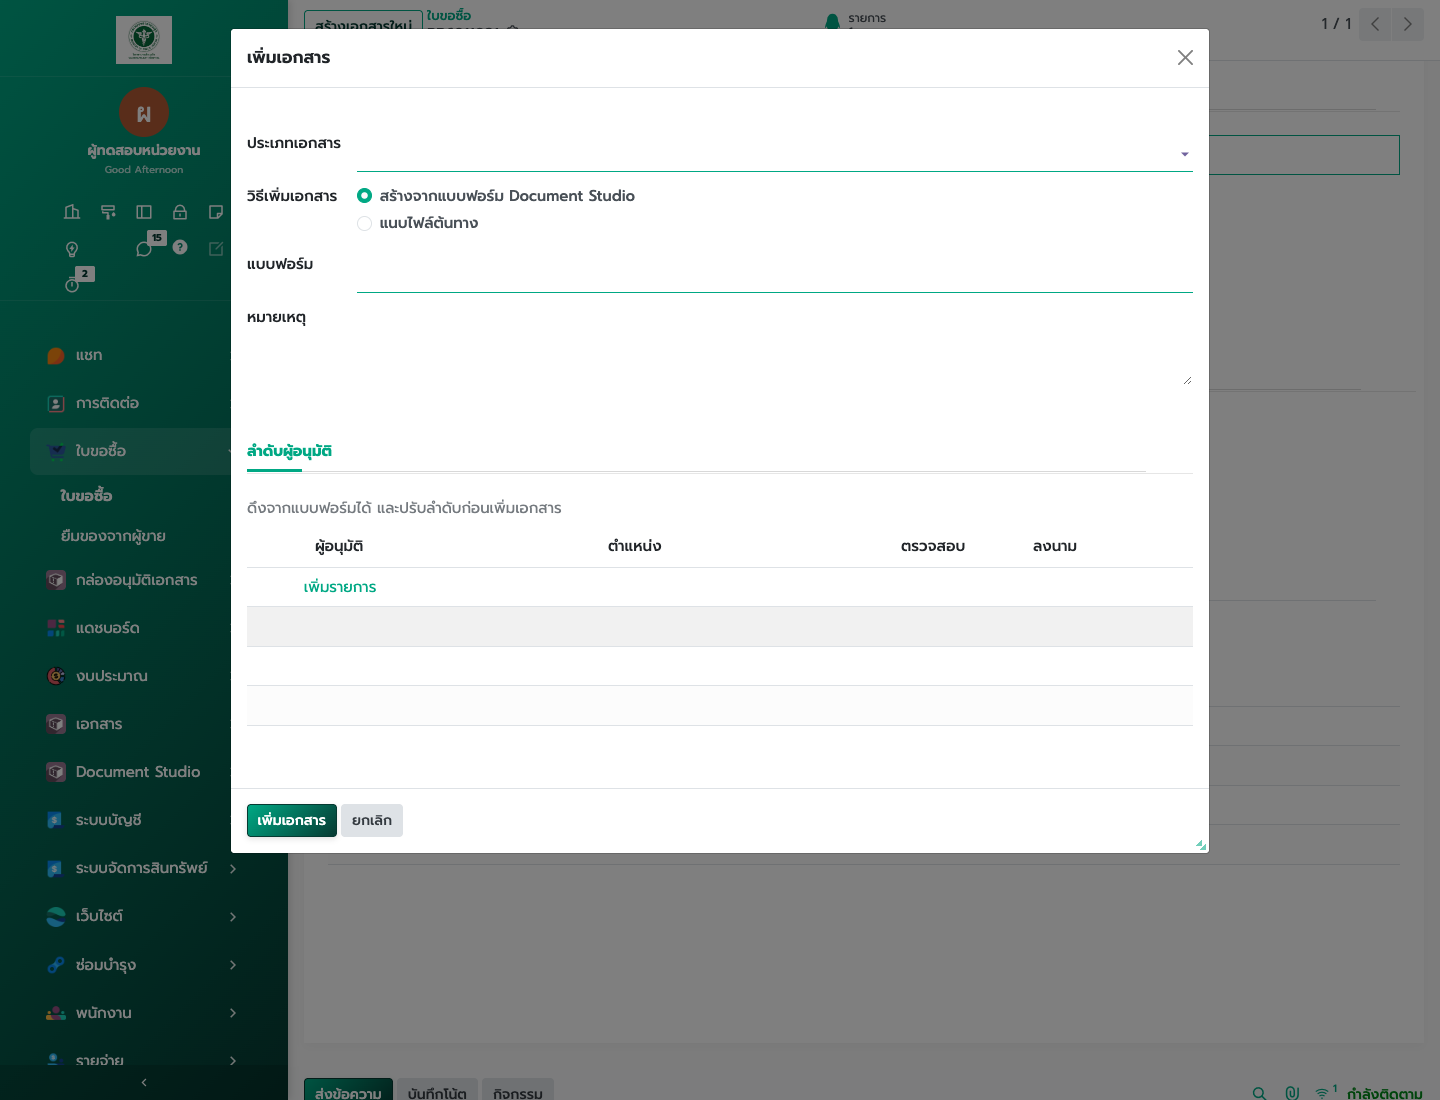 สร้างเอกสารใหม่
ใบขอซื้อ
รายการ
1 / 1
ผ
ผู้ทดสอบหน่วยงาน
Good Afternoon
15
2
แชท
การติดต่อ
ใบขอซื้อ
ใบขอซื้อ
ยืมของจากผู้ขาย
กล่องอนุมัติเอกสาร
แดชบอร์ด
งบประมาณ
เอกสาร
Document Studio
ระบบบัญชี
ระบบจัดการสินทรัพย์
เว็บไซต์
ซ่อมบำรุง
พนักงาน
รายจ่าย
เพิ่มเอกสาร
ประเภทเอกสาร
วิธีเพิ่มเอกสาร
สร้างจากแบบฟอร์ม Document Studio
แนบไฟล์ต้นทาง
แบบฟอร์ม
หมายเหตุ
ลำดับผู้อนุมัติ
ดึงจากแบบฟอร์มได้ และปรับลำดับก่อนเพิ่มเอกสาร
ผู้อนุมัติ ตำแหน่ง ตรวจสอบ ลงนาม
เพิ่มรายการ
เพิ่มเอกสาร ยกเลิก
ส่งข้อความ บันทึกโน้ต กิจกรรม
1 กำลังติดตาม